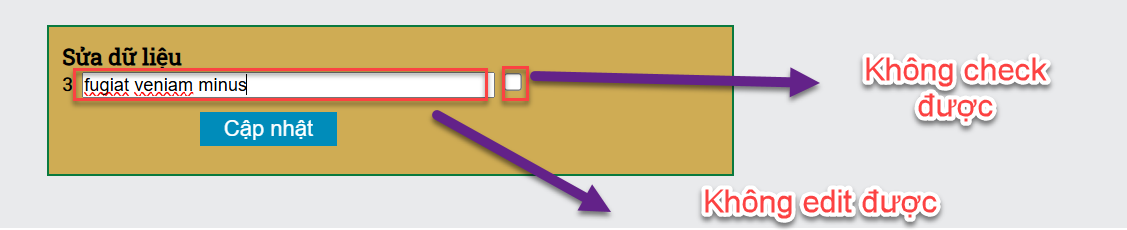 Sửa dữ liệu
3 fugiat veniam minus
Không check
được
Cập nhật
Không edit được